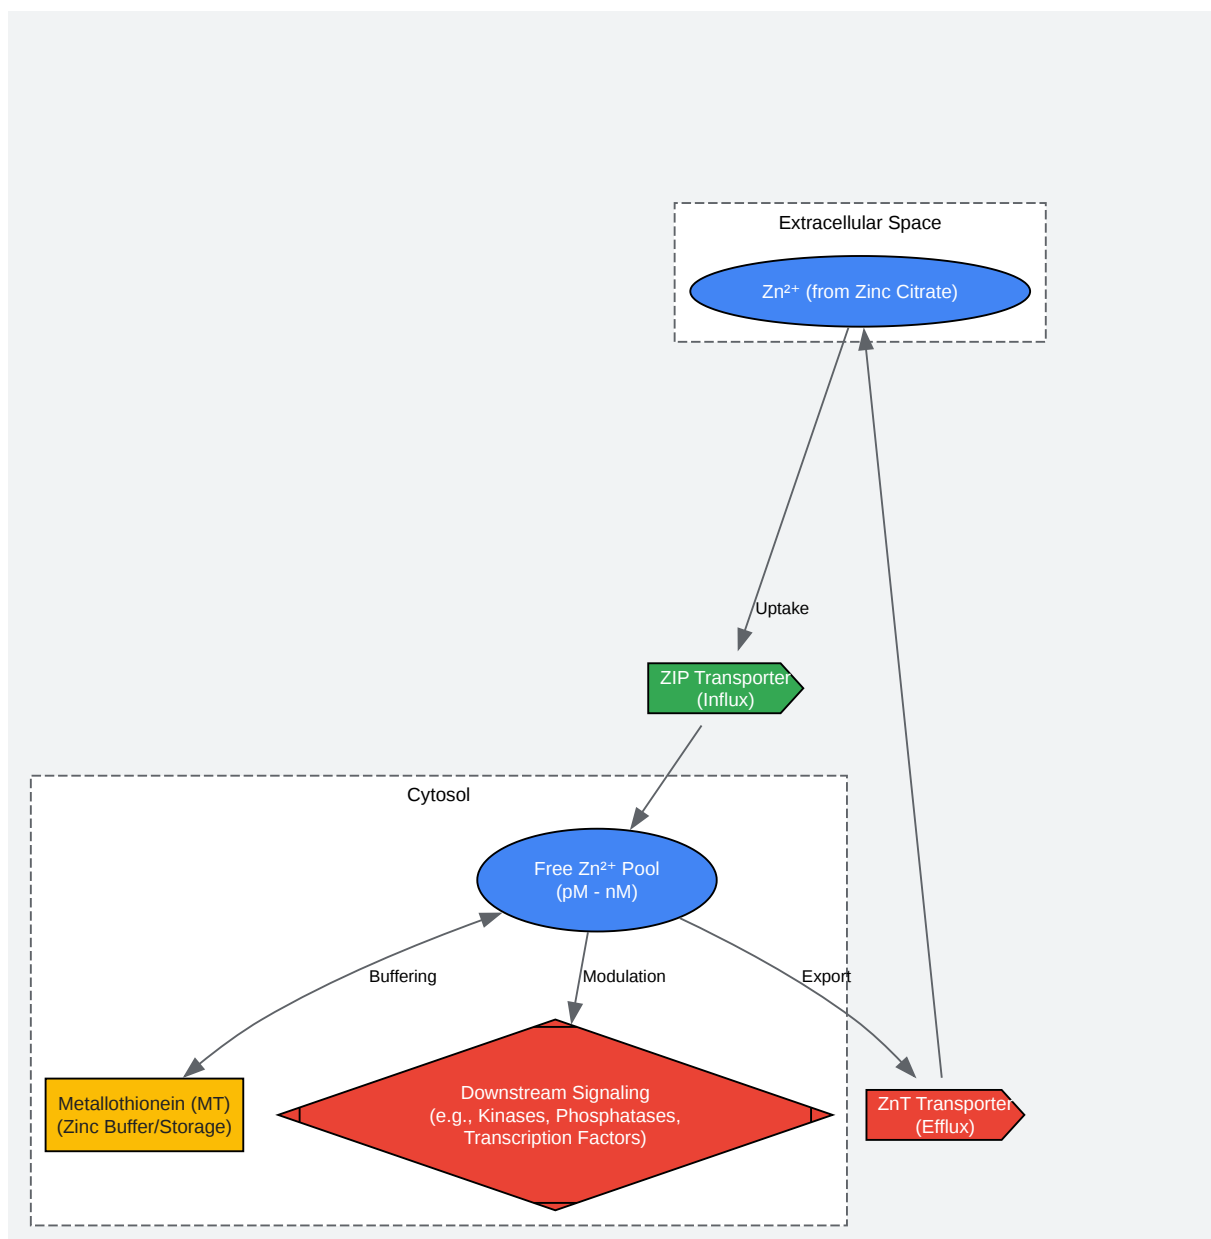 Extracellular Space
Zn²⁺ (from Zinc Citrate)
Uptake
ZIP Transporter
(Influx)
Cytosol
Free Zn²⁺ Pool
(pM - nM)
Buffering
Modulation
Export
Metallothionein (MT)
(Zinc Buffer/Storage)
Downstream Signaling
(e.g., Kinases, Phosphatases,
Transcription Factors)
ZnT Transporter
(Efflux)